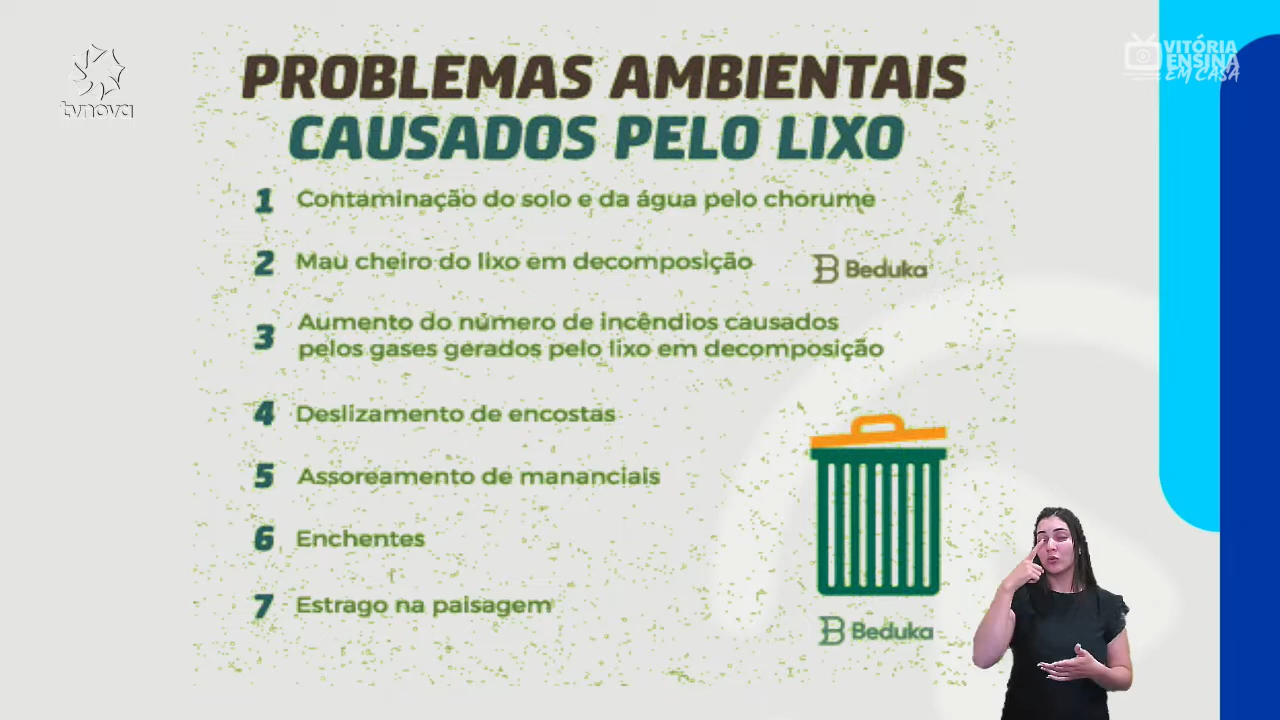 tvnova
VITÓRIA
ENSINA
EM CASA
PROBLEMAS AMBIENTAIS
CAUSADOS PELO LIXO
1 Contaminação do solo e da água pelo chorume
2 Mau cheiro do lixo em decomposição
Beduka
3 Aumento do número de incêndios causados
pelos gases gerados pelo lixo em decomposição
4 Deslizamento de encostas
5 Assoreamento de mananciais
6 Enchentes
7 Estrago na paisagem
Beduka